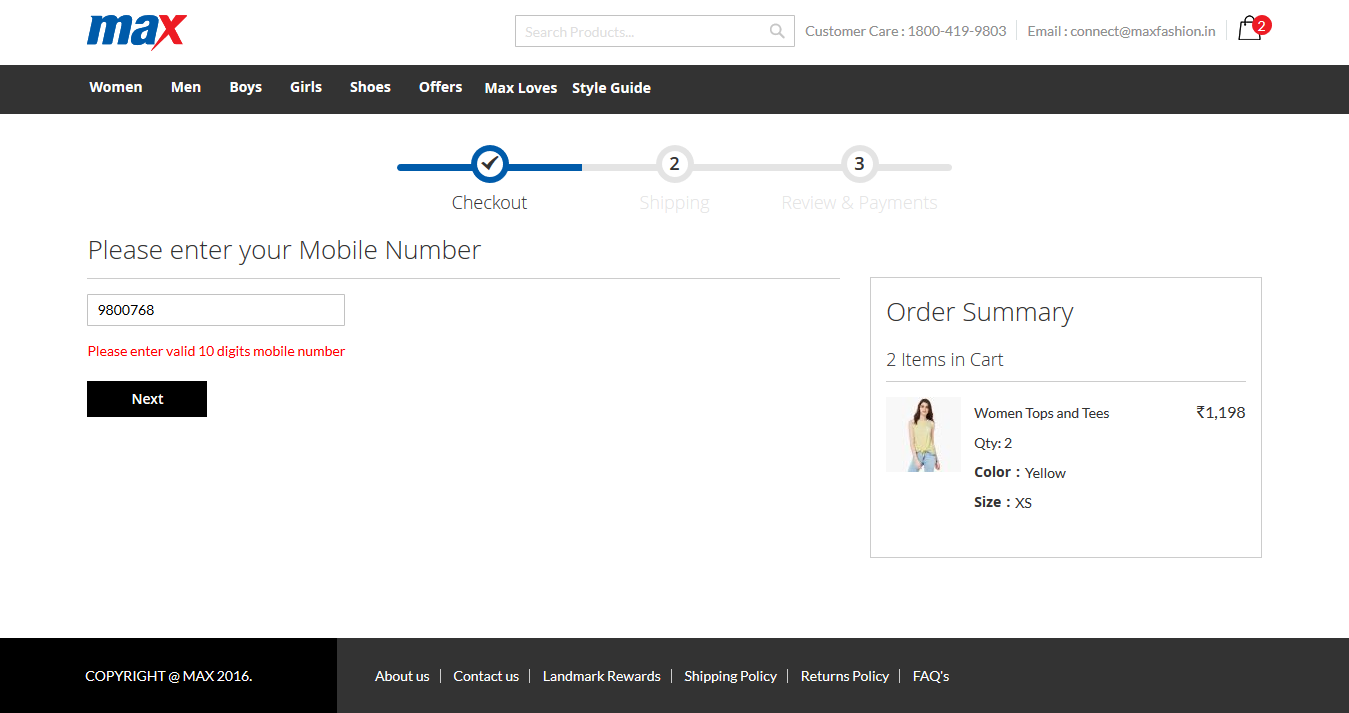 max
Search Products...
Customer Care : 1800-419-9803
Email : connect@maxfashion.in
2
Women Men Boys Girls Shoes Offers Max Loves Style Guide
2 3
Checkout Shipping Review & Payments
Please enter your Mobile Number
9800768
Please enter valid 10 digits mobile number
Next
Order Summary
2 Items in Cart
Women Tops and Tees ₹1,198
Qty: 2
Color : Yellow
Size : XS
COPYRIGHT @ MAX 2016.
About us Contact us Landmark Rewards Shipping Policy Returns Policy FAQ's